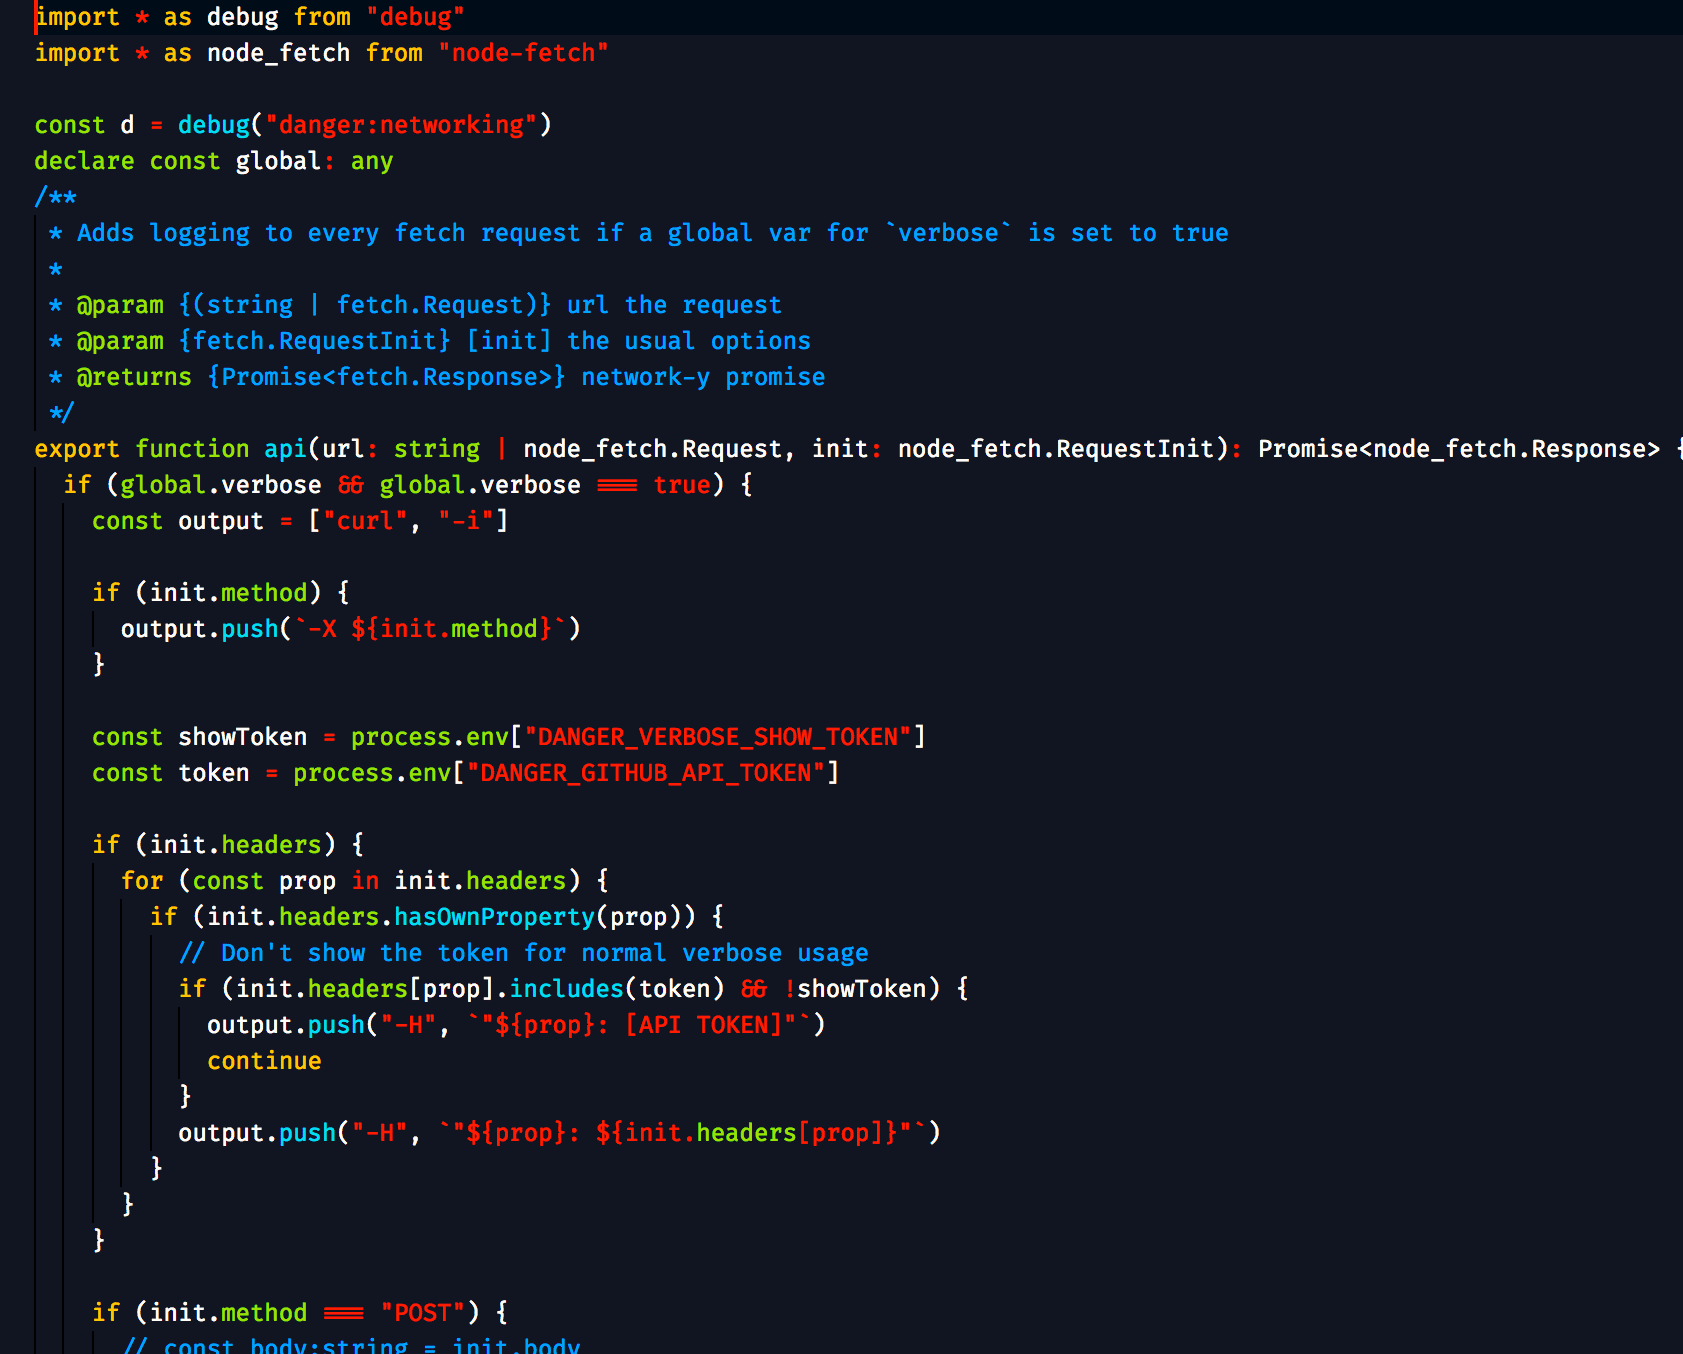 import * as debug from "debug"
import * as node_fetch from "node-fetch"
const d = debug("danger:networking")
declare const global: any
/**
* Adds logging to every fetch request if a global var for `verbose` is set to true
*
* @param {(string | fetch.Request)} url the request
* @param {fetch.RequestInit} [init] the usual options
* @returns {Promise<fetch.Response>} network-y promise
*/
export function api(url: string | node_fetch.Request, init: node_fetch.RequestInit): Promise<node_fetch.Response> {
if (global.verbose && global.verbose === true) {
const output = ["curl", "-i"]
if (init.method) {
output.push(`-X ${init.method}`)
}
const showToken = process.env["DANGER_VERBOSE_SHOW_TOKEN"]
const token = process.env["DANGER_GITHUB_API_TOKEN"]
if (init.headers) {
for (const prop in init.headers) {
if (init.headers.hasOwnProperty(prop)) {
// Don't show the token for normal verbose usage
if (init.headers[prop].includes(token) && !showToken) {
output.push("-H", `"${prop}: [API TOKEN]"`)
continue
}
output.push("-H", `"${prop}: ${init.headers[prop]}"`)
}
}
}
if (init.method === "POST") {
// const body:string = init.body